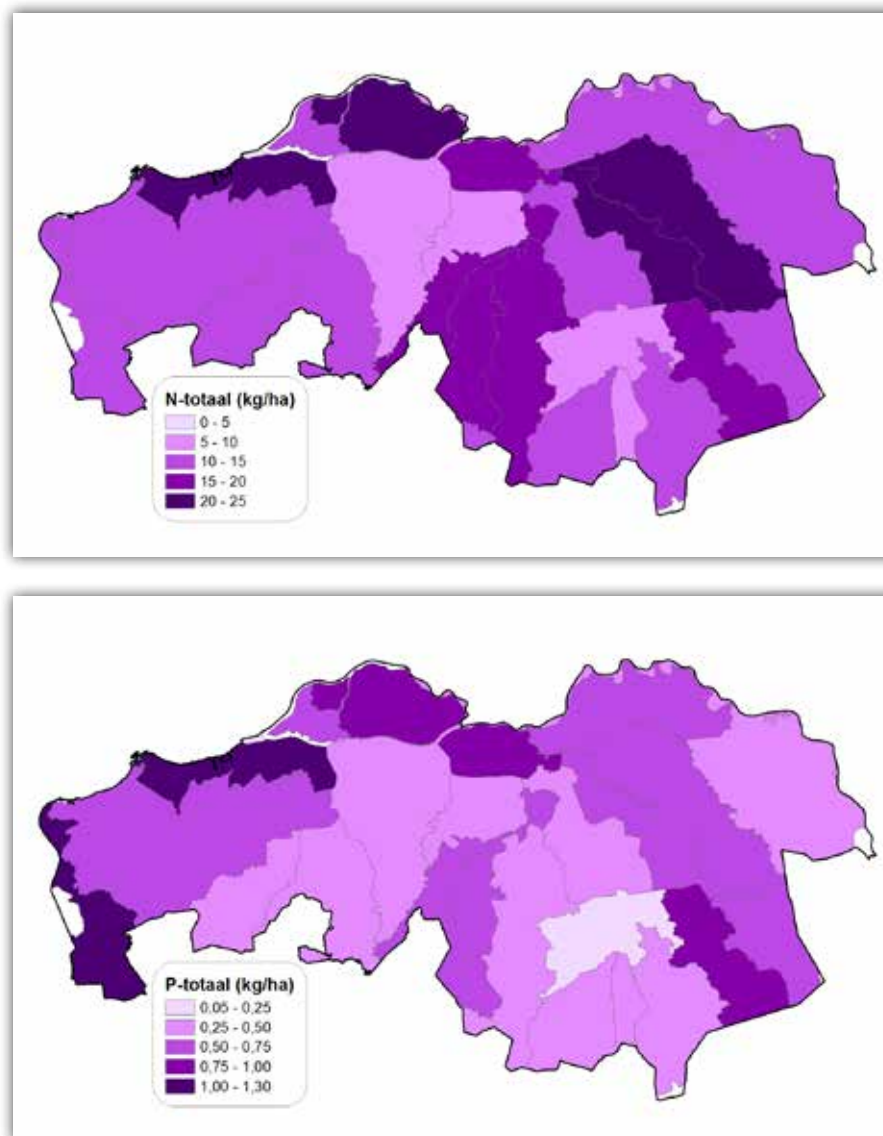 N-totaal (kg/ha)
0 - 5
5 - 10
10 - 15
15 - 20
20 - 25
P-totaal (kg/ha)
0,05 - 0,25
0,25 - 0,50
0,50 - 0,75
0,75 - 1,00
1,00 - 1,30